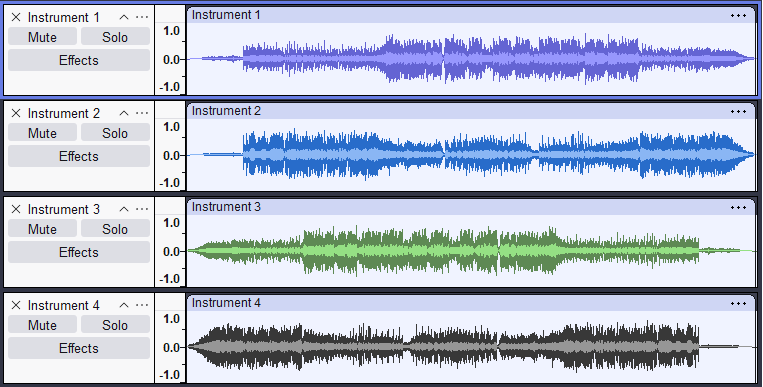 Instrument 1
Mute Solo
Effects
1.0
0.0
-1.0
Instrument 1
Instrument 2
Mute Solo
Effects
1.0
0.0
-1.0
Instrument 2
Instrument 3
Mute Solo
Effects
1.0
0.0
-1.0
Instrument 3
Instrument 4
Mute Solo
Effects
1.0
0.0
-1.0
Instrument 4